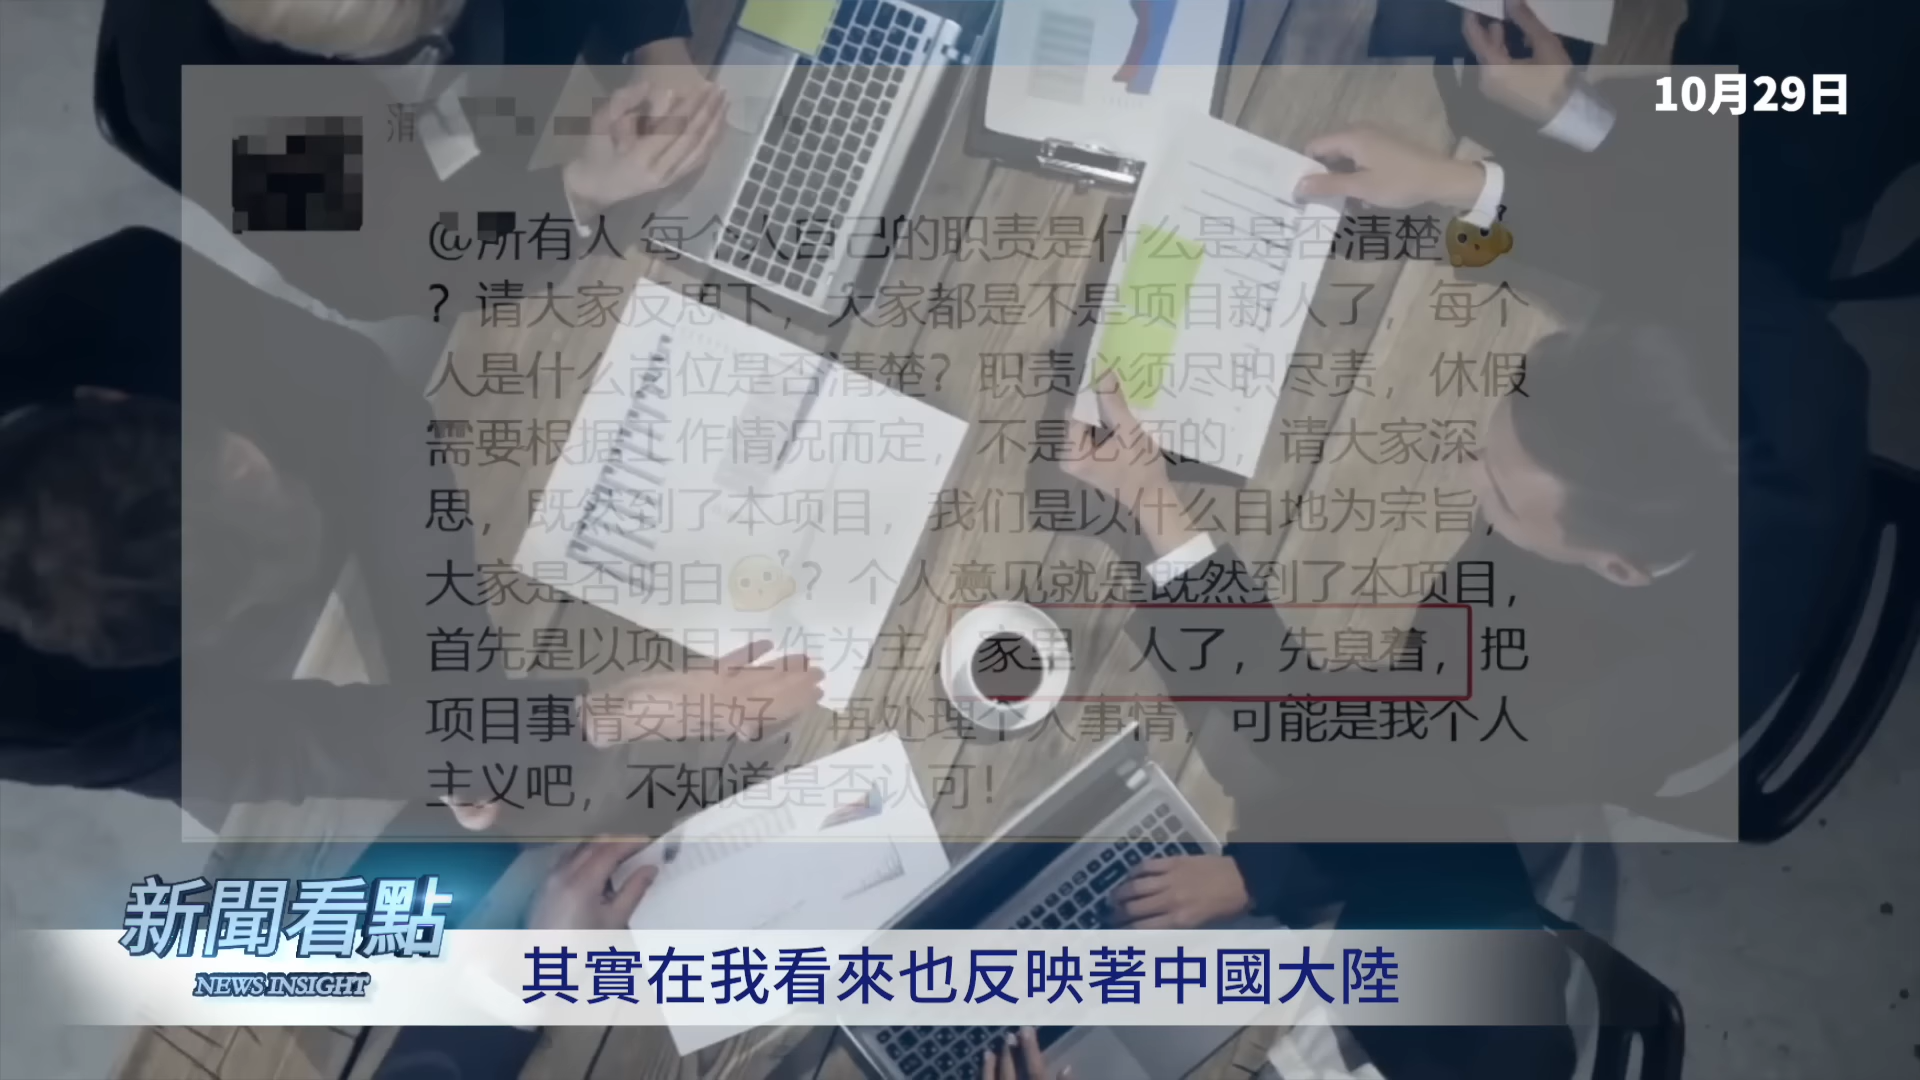 10月29日
@所有人 每个人自己的职责是什么是是否清楚
？请大家反思下，大家都是不是项目新人了，每个
人是什么岗位是否清楚？职责必须尽职尽责，休假
需要根据工作情况而定，不是必须的，请大家深
思，既然到了本项目，我们是以什么目地为宗旨，
大家是否明白？个人意见就是既然到了本项目，
首先是以项目工作为主，家里 人了，先臭着，把
项目事情安排好，再处理个人事情，可能是我个人
主义吧，不知道是否认可！
新聞看點
NEWS INSIGHT
其實在我看來也反映著中國大陸